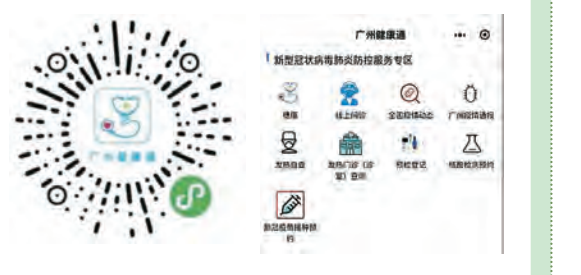 广州健康通
广州健康通
新型冠状病毒肺炎防控服务专区
穗康
线上问诊
全国疫情动态
广州疫情通报
发热自查
发热门诊（诊
室）查询
预检登记
核酸检测预约
新冠疫苗接种预
约